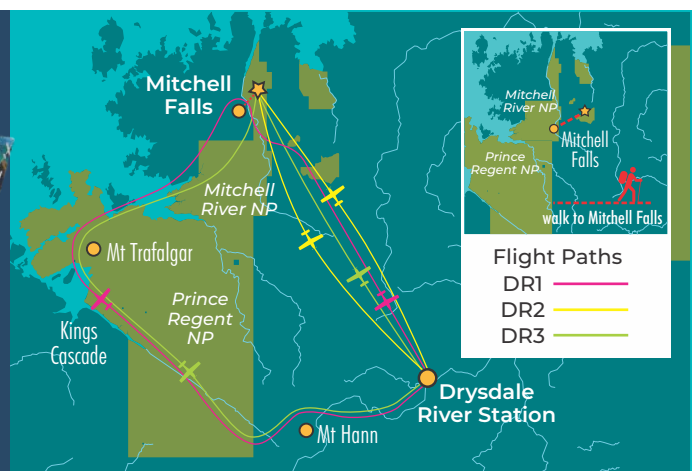 Mitchell
Falls
Mitchell
River NP
Mt Trafalgar
Kings
Cascade
Prince
Regent
NP
Mt Hann
Drysdale
River Station
Mitchell
River NP
Mitchell
Falls
Prince
Regent NP
walk to Mitchell Falls
Flight Paths
DR1
DR2
DR3